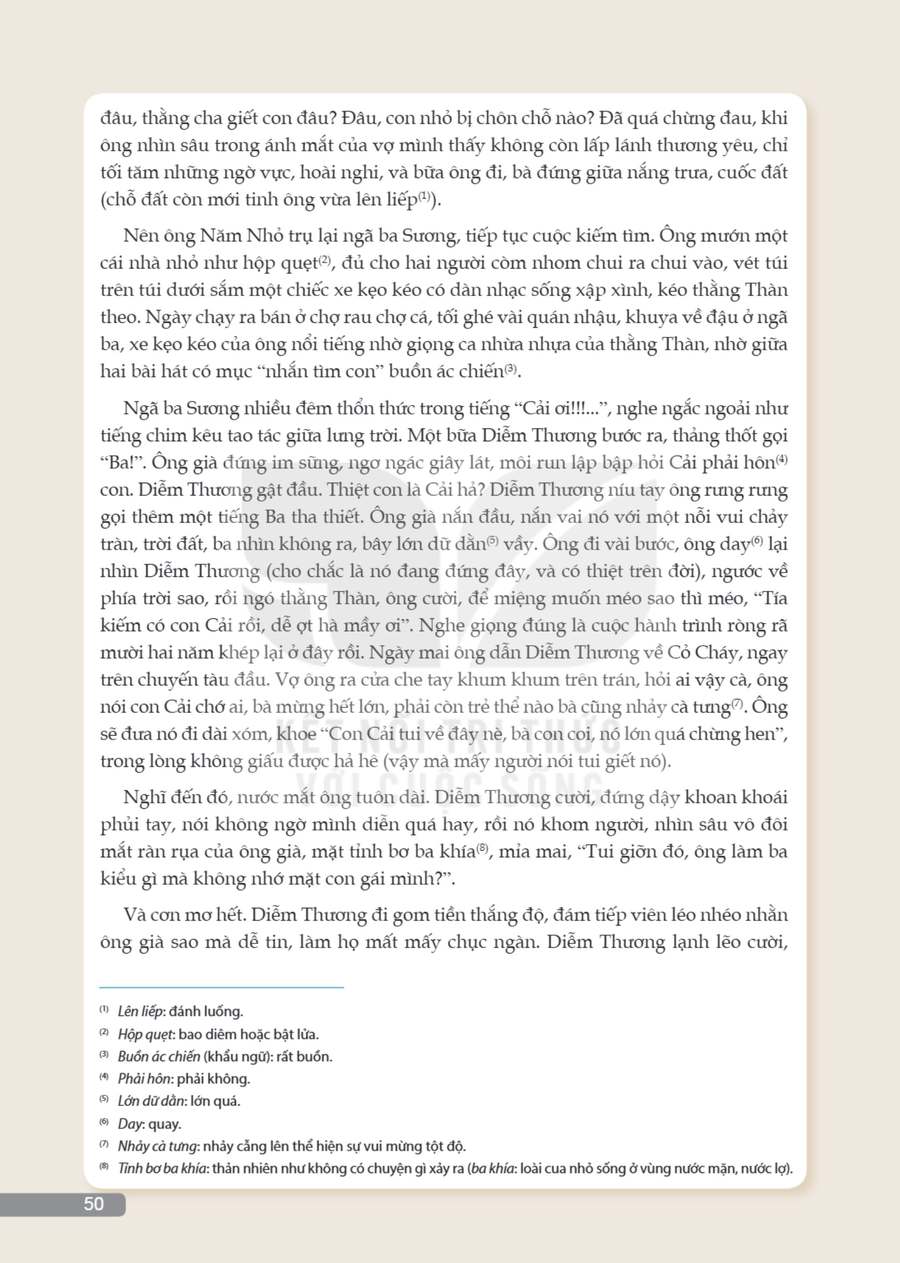 đâu, thằng cha giết con đâu? Đâu, con nhỏ bị chôn chỗ nào? Đã quá chừng đau, khi
ông nhìn sâu trong ánh mắt của vợ mình thấy không còn lấp lánh thương yêu, chỉ
tối tăm những ngờ vực, hoài nghi, và bữa ông đi, bà đứng giữa nắng trưa, cuốc đất
(chỗ đất còn mới tinh ông vừa lên liếp⁽¹⁾).
Nên ông Năm Nhỏ trụ lại ngã ba Sương, tiếp tục cuộc kiếm tìm. Ông mướn một
cái nhà nhỏ như hộp quẹt⁽²⁾, đủ cho hai người còm nhom chui ra chui vào, vét túi
trên túi dưới sắm một chiếc xe kẹo kéo có dàn nhạc sống xập xình, kéo thằng Thàn
theo. Ngày chạy ra bán ở chợ rau chợ cá, tối ghé vài quán nhậu, khuya về đậu ở ngã
ba, xe kẹo kéo của ông nổi tiếng nhờ giọng ca nhừa nhựa của thằng Thàn, nhờ giữa
hai bài hát có mục “nhắn tìm con” buồn ác chiến⁽³⁾.
Ngã ba Sương nhiều đêm thổn thức trong tiếng “Cải ơi!!!...”, nghe ngắc ngoải như
tiếng chim kêu tao tác giữa lưng trời. Một bữa Diễm Thương bước ra, thảng thốt gọi
“Ba!”. Ông già đứng im sững, ngơ ngác giây lát, môi run lập bập hỏi Cải phải hôn⁽⁴⁾
con. Diễm Thương gật đầu. Thiệt con là Cải hả? Diễm Thương níu tay ông rưng rưng
gọi thêm một tiếng Ba tha thiết. Ông già nắn đầu, nắn vai nó với một nỗi vui chảy
tràn, trời đất, ba nhìn không ra, bây lớn dữ dằn⁽⁵⁾ vầy. Ông đi vài bước, ông day⁽⁶⁾ lại
nhìn Diễm Thương (cho chắc là nó đang đứng đây, và có thiệt trên đời), ngước về
phía trời sao, rồi ngó thằng Thàn, ông cười, để miệng muốn méo sao thì méo, “Tía
kiếm có con Cải rồi, dễ ợt hà mầy ơi”. Nghe giọng đúng là cuộc hành trình ròng rã
mười hai năm khép lại ở đây rồi. Ngày mai ông dẫn Diễm Thương về Cỏ Cháy, ngay
trên chuyến tàu đầu. Vợ ông ra cửa che tay khum khum trên trán, hỏi ai vậy cà, ông
nói con Cải chớ ai, bà mừng hết lớn, phải còn trẻ thể nào bà cũng nhảy cà tưng⁽⁷⁾. Ông
sẽ đưa nó đi dài xóm, khoe “Con Cải tui về đây nè, bà con coi, nó lớn quá chừng hen”,
trong lòng không giấu được hả hê (vậy mà mấy người nói tui giết nó).
Nghĩ đến đó, nước mắt ông tuôn dài. Diễm Thương cười, đứng dậy khoan khoái
phủi tay, nói không ngờ mình diễn quá hay, rồi nó khom người, nhìn sâu vô đôi
mắt ràn rụa của ông già, mặt tỉnh bơ ba khía⁽⁸⁾, mỉa mai, “Tui giỡn đó, ông làm ba
kiểu gì mà không nhớ mặt con gái mình?”.
Và cơn mơ hết. Diễm Thương đi gom tiền thắng độ, đám tiếp viên léo nhéo nhằn
ông già sao mà dễ tin, làm họ mất mấy chục ngàn. Diễm Thương lạnh lẽo cười,
KẾT NỐI TRI THỨC
VỚI CUỘC SỐNG
⁽¹⁾ Lên liếp: đánh luống.
⁽²⁾ Hộp quẹt: bao diêm hoặc bật lửa.
⁽³⁾ Buồn ác chiến (khẩu ngữ): rất buồn.
⁽⁴⁾ Phải hôn: phải không.
⁽⁵⁾ Lớn dữ dằn: lớn quá.
⁽⁶⁾ Day: quay.
⁽⁷⁾ Nhảy cà tưng: nhảy cẫng lên thể hiện sự vui mừng tột độ.
⁽⁸⁾ Tỉnh bơ ba khía: thản nhiên như không có chuyện gì xảy ra (ba khía: loài cua nhỏ sống ở vùng nước mặn, nước lợ).
50